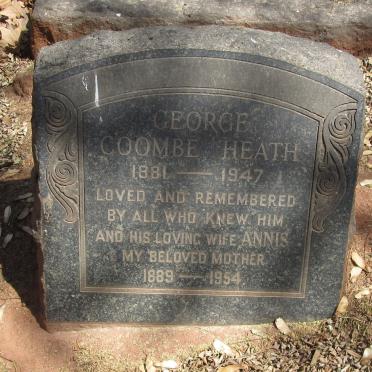 GEORGE
COOMBE HEATH
1881 — 1947
LOVED AND REMEMBERED
BY ALL WHO KNEW HIM
AND HIS LOVING WIFE ANNIS
MY BELOVED MOTHER
1889 — 1954